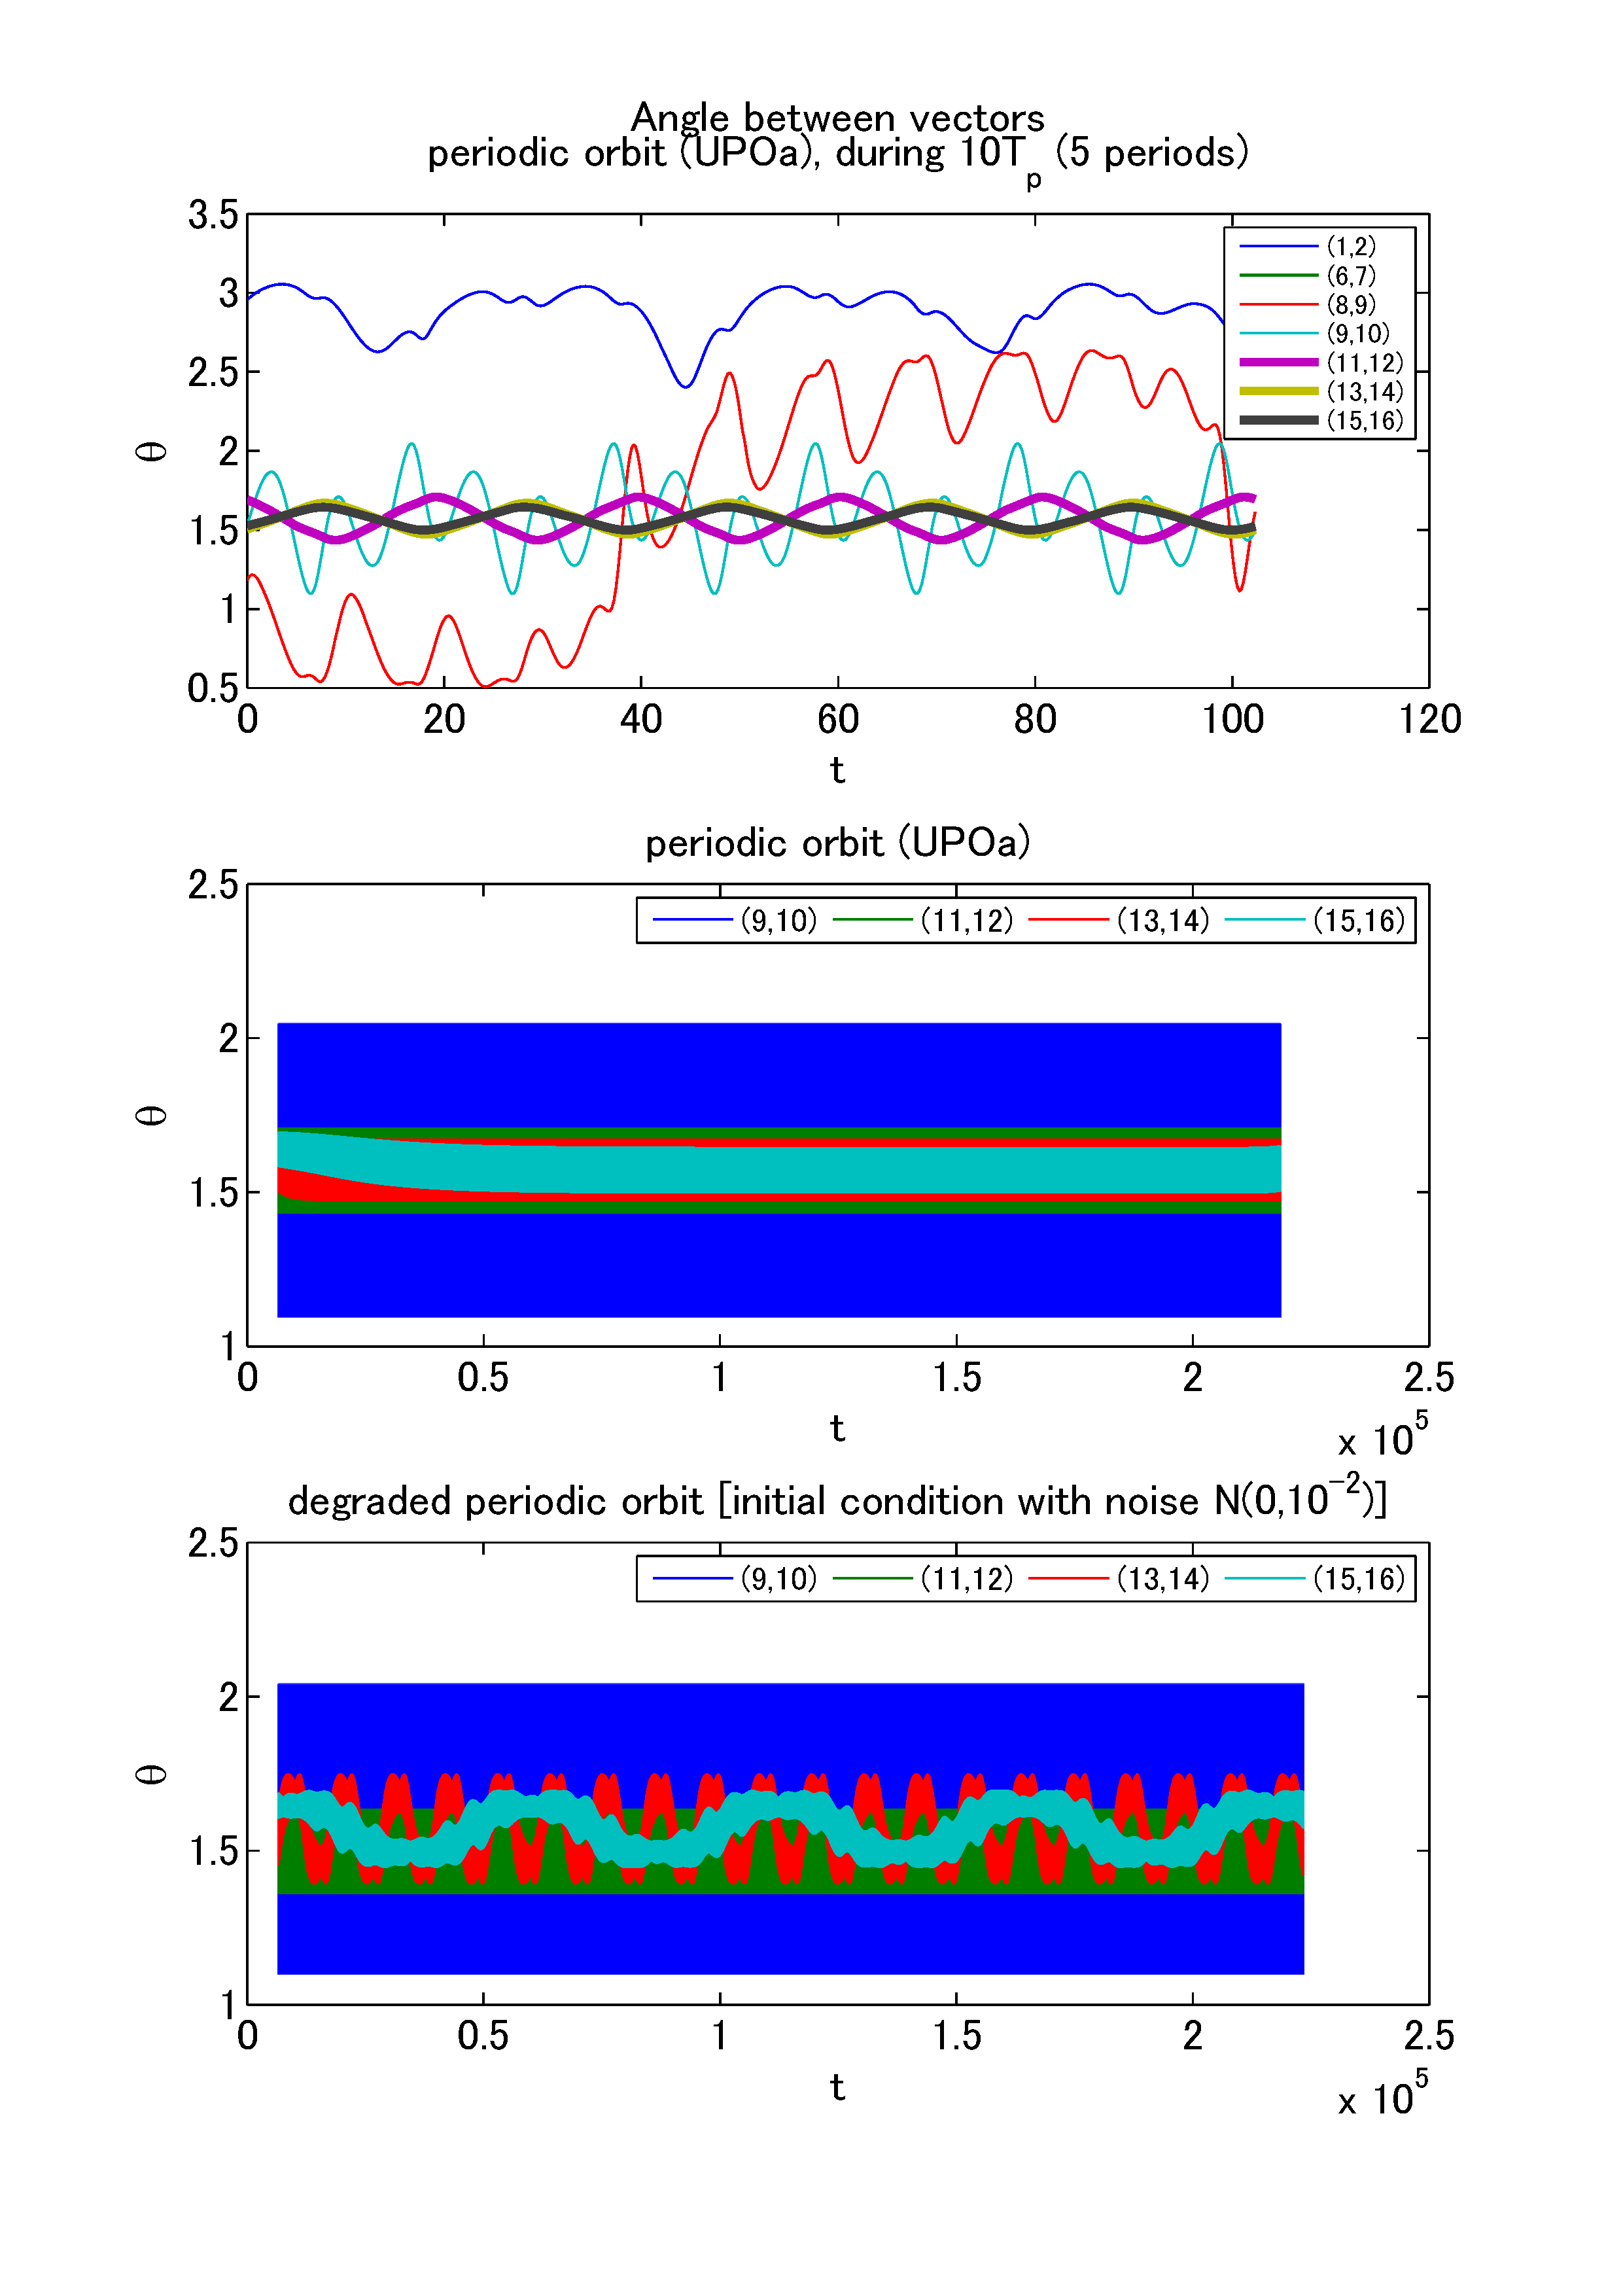 Angle between vectors
periodic orbit (UPOa), during 10Tp (5 periods)
3.5
3
2.5
2
1.5
1
0.5
θ
0 20 40 60 80 100 120
t
(1,2)
(6,7)
(8,9)
(9,10)
(11,12)
(13,14)
(15,16)
periodic orbit (UPOa)
2.5
2
1.5
1
θ
(9,10) (11,12) (13,14) (15,16)
0 0.5 1 1.5 2 2.5
t
x 10^5
degraded periodic orbit [initial condition with noise N(0,10^−2)]
2.5
2
1.5
1
θ
(9,10) (11,12) (13,14) (15,16)
0 0.5 1 1.5 2 2.5
t
x 10^5